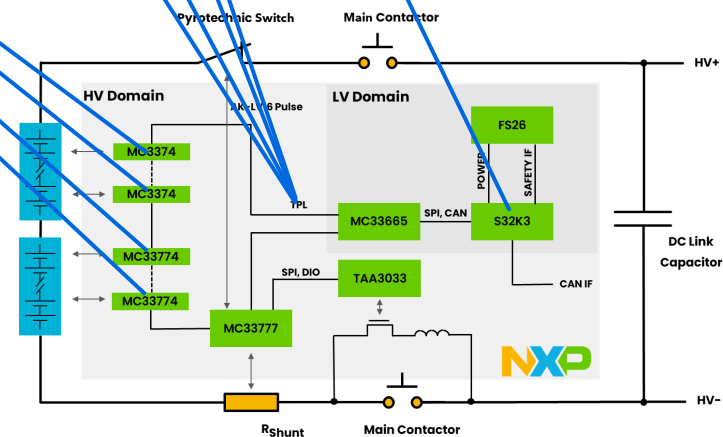 Pyrotechnic Switch
Main Contactor
HV+
HV Domain
LV Domain
Pulse
FS26
MC3374
POWER
SAFETY IF
MC3374
TPL
MC33665
SPI, CAN
S32K3
MC33774
DC Link
Capacitor
SPI, DIO
TAA3033
CAN IF
MC33774
MC33777
NXP
HV-
RShunt
Main Contactor